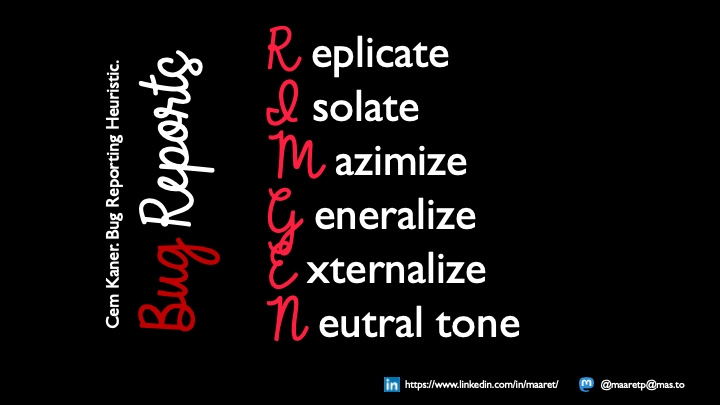 Cem Kaner. Bug Reporting Heuristic.
Bug Reports
Replicate
Isolate
Mazimize
Generalize
Externalize
Neutral tone
https://www.linkedin.com/in/maaret/
@maaretp@mas.to